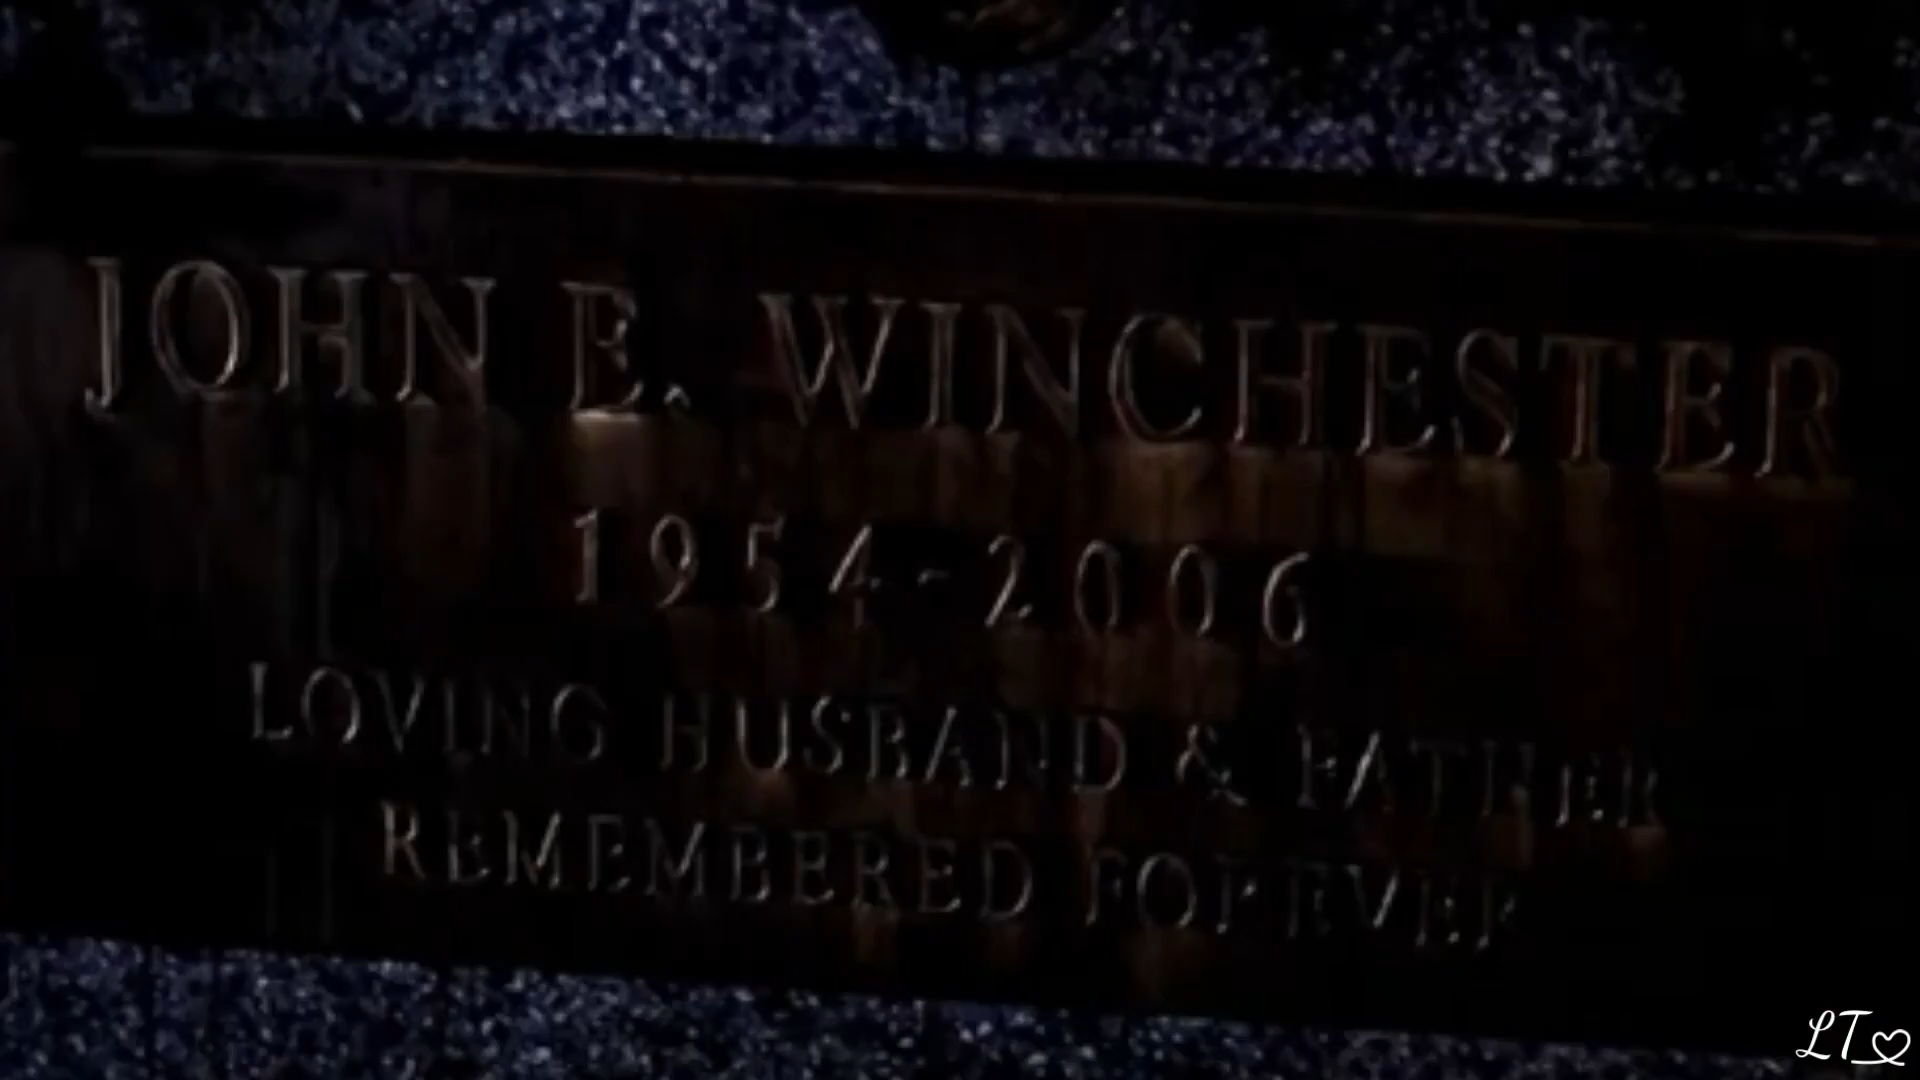 JOHN E. WINCHESTER
1954-2006
LOVING HUSBAND & FATHER
REMEMBERED FOREVER
LT